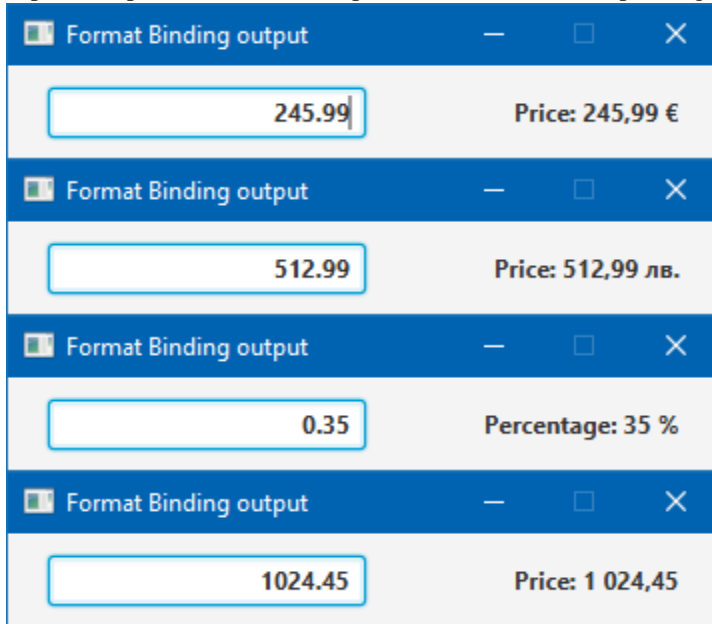 Format Binding output
245.99 Price: 245,99 €
Format Binding output
512.99 Price: 512,99 лв.
Format Binding output
0.35 Percentage: 35 %
Format Binding output
1024.45 Price: 1 024,45